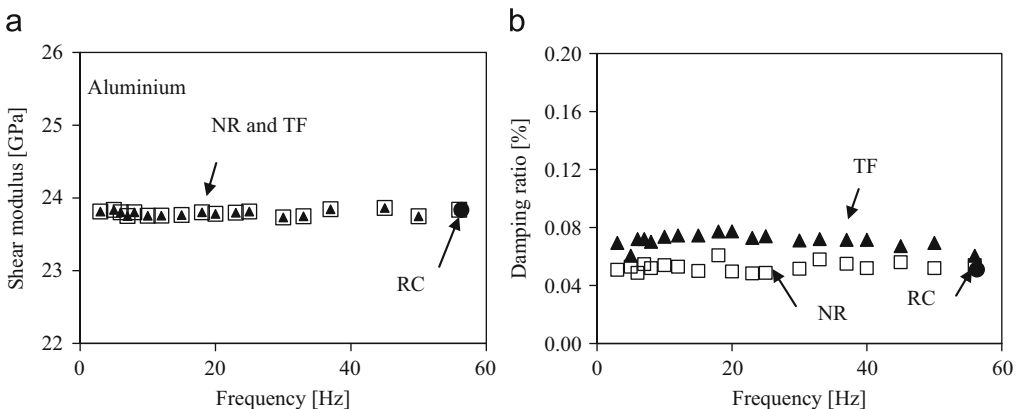 a
Shear modulus [GPa]
26
25
24
23
22
Aluminium
NR and TF
RC
0
20
40
60
Frequency [Hz]
b
Damping ratio [%]
0.20
0.16
0.12
0.08
0.04
0.00
TF
NR
RC
0
20
40
60
Frequency [Hz]